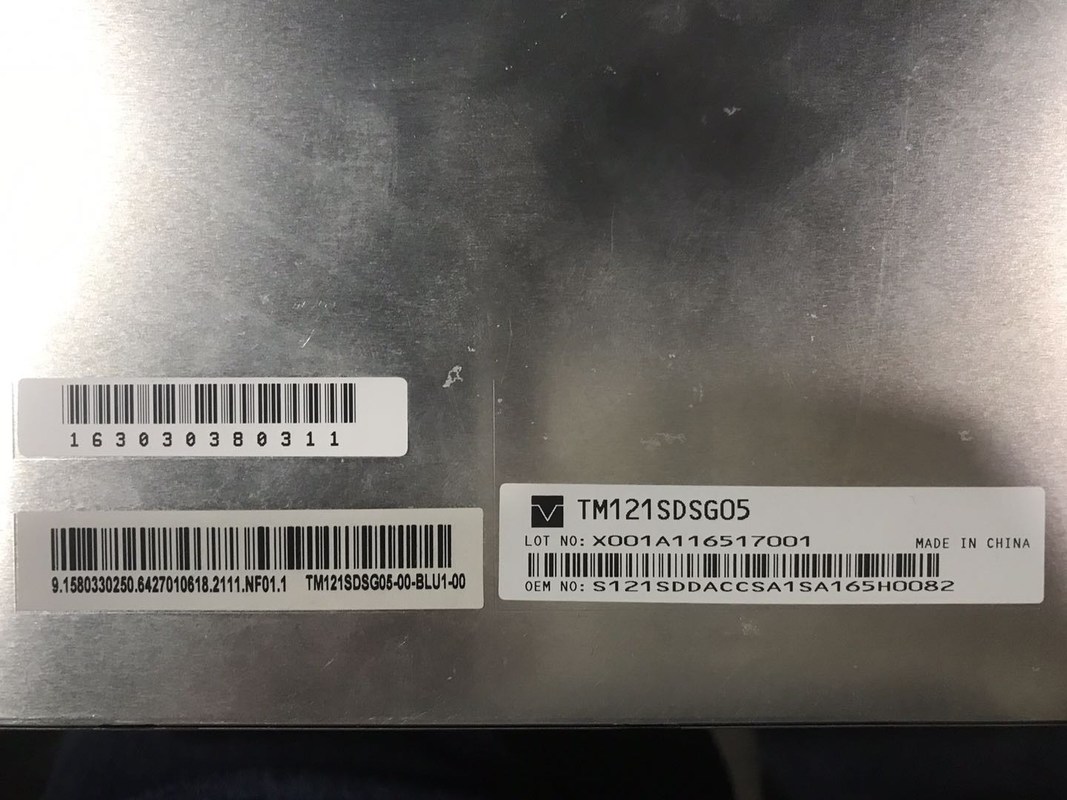 163030380311
9.1580330250.6427010618.2111.NF01.1 TM121SDSG05-00-BLU1-00
TM121SDSG05
LOT NO: X001A116517001 MADE IN CHINA
OEM NO: S121SDDACCSA1SA165H0082